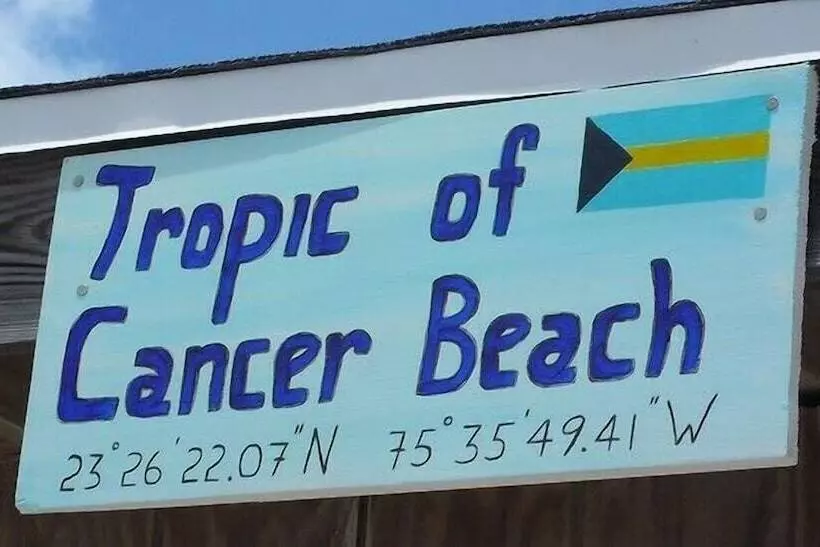 Tropic of
Cancer Beach
23°26'22.07"N 75°35'49.41"W